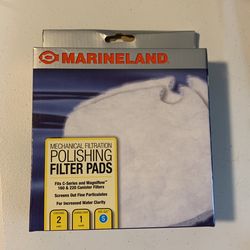 MARINELAND
MECHANICAL FILTRATION
POLISHING
FILTER PADS
Fits C-Series and Magniflow™
160 & 220 Canister Filters
Screens Out Fine Particulates
For Increased Water Clarity
2
1
S